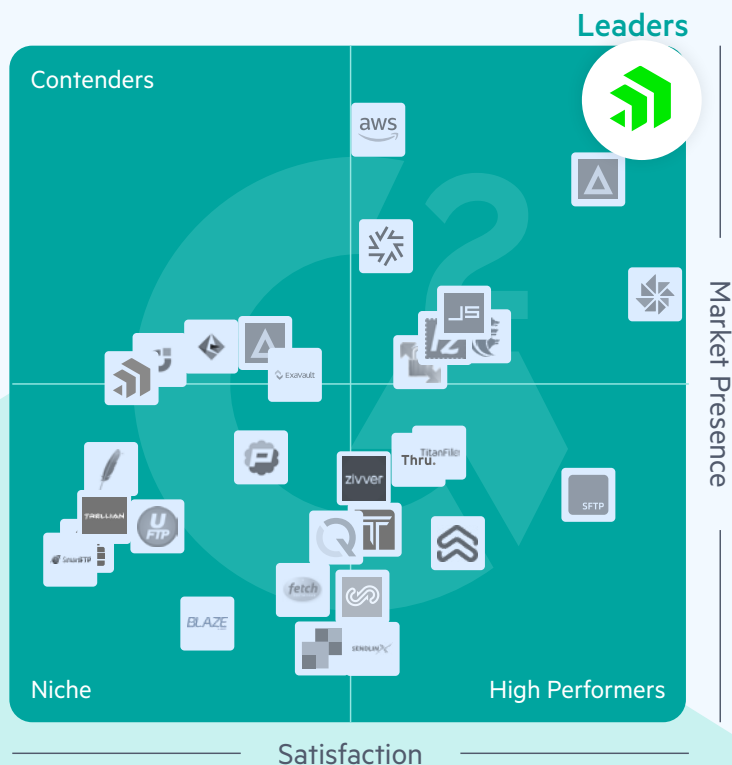 Leaders
Contenders
aws
JS
Exavault
Market Presence
TitanFile
Thru.
zivver
SFTP
TRELLIAN
U
FTP
SmartFTP
fetch
BLAZE
SENDLINX
Niche
High Performers
Satisfaction